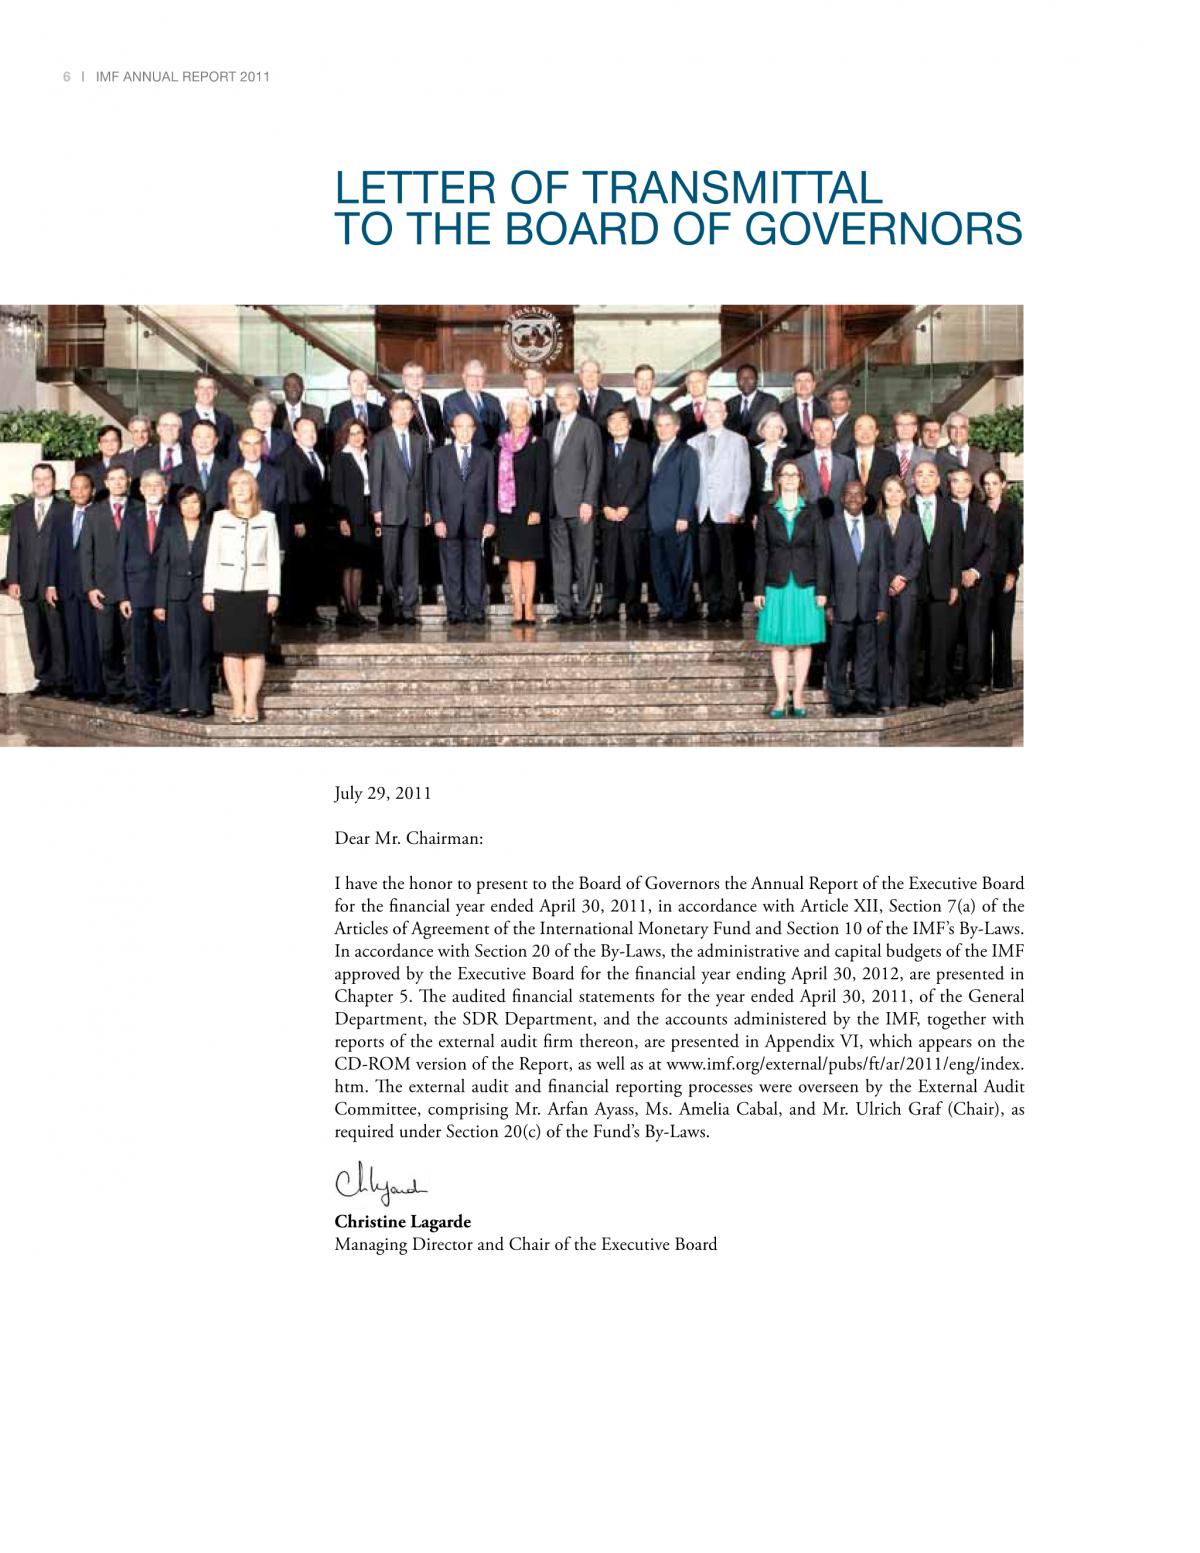 6 | IMF ANNUAL REPORT 2011
LETTER OF TRANSMITTAL
TO THE BOARD OF GOVERNORS
July 29, 2011
Dear Mr. Chairman:
I have the honor to present to the Board of Governors the Annual Report of the Executive Board
for the financial year ended April 30, 2011, in accordance with Article XII, Section 7(a) of the
Articles of Agreement of the International Monetary Fund and Section 10 of the IMF’s By-Laws.
In accordance with Section 20 of the By-Laws, the administrative and capital budgets of the IMF
approved by the Executive Board for the financial year ending April 30, 2012, are presented in
Chapter 5. The audited financial statements for the year ended April 30, 2011, of the General
Department, the SDR Department, and the accounts administered by the IMF, together with
reports of the external audit firm thereon, are presented in Appendix VI, which appears on the
CD-ROM version of the Report, as well as at www.imf.org/external/pubs/ft/ar/2011/eng/index.
htm. The external audit and financial reporting processes were overseen by the External Audit
Committee, comprising Mr. Arfan Ayass, Ms. Amelia Cabal, and Mr. Ulrich Graf (Chair), as
required under Section 20(c) of the Fund’s By-Laws.
Christine Lagarde
Managing Director and Chair of the Executive Board